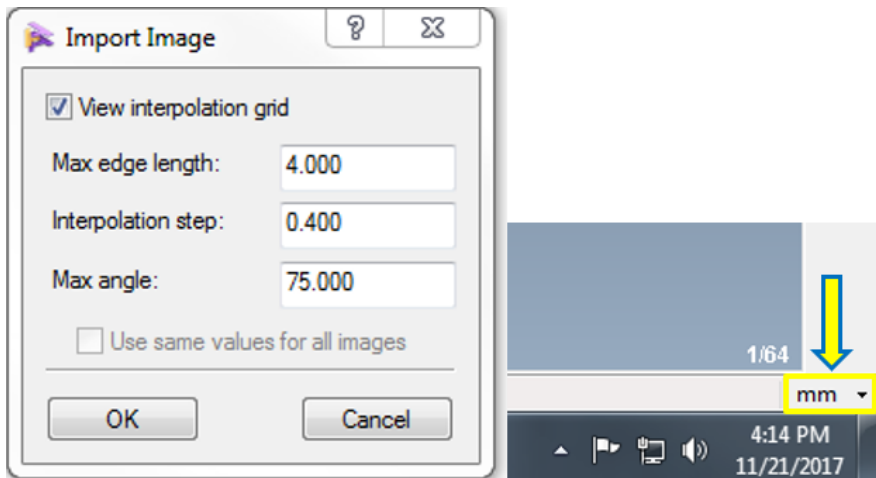 Import Image
View interpolation grid
Max edge length: 4.000
Interpolation step: 0.400
Max angle: 75.000
Use same values for all images
OK Cancel
1/64
mm
4:14 PM
11/21/2017